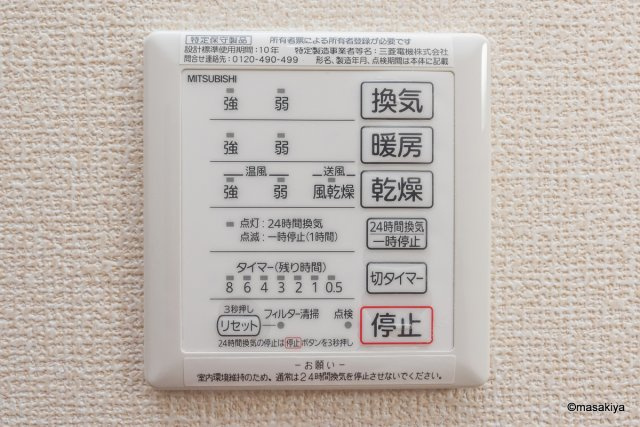 特定保守製品 所有者票による所有者登録が必要です
設計標準使用期間:10年 特定製造事業者等名:三菱電機株式会社
問合せ連絡先:0120-490-499 形名、製造年月、点検期間は本体に記載
MITSUBISHI
強 弱 換気
強 弱 暖房
温風 送風
強 弱 風乾燥 乾燥
点灯:24時間換気
点滅:一時停止(1時間)
24時間換気
一時停止
タイマー(残り時間)
8 6 4 3 2 1 0.5
切タイマー
3秒押し
リセット フィルター清掃 点検
停止
24時間換気の停止は停止ボタンを3秒押し
-お願い-
室内環境維持のため、通常は24時間換気を停止させないでください。
©masakiya